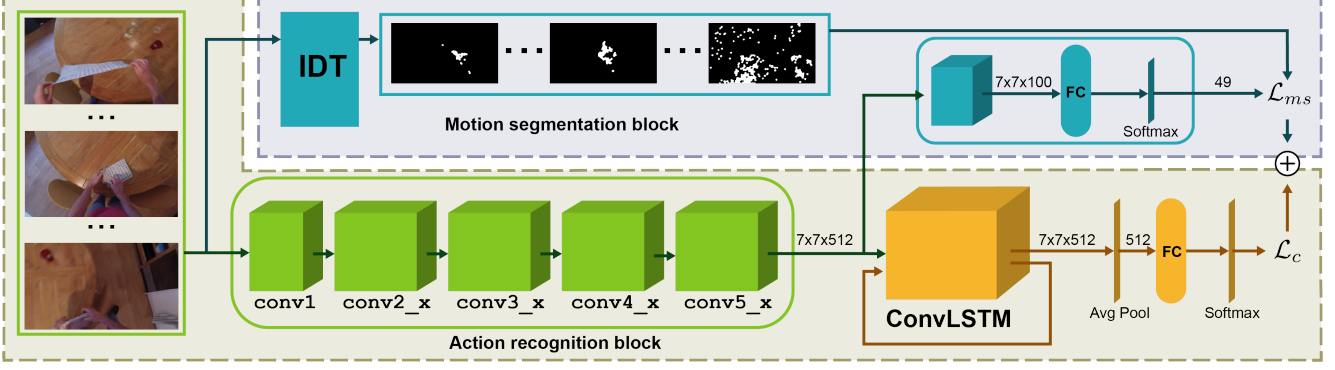 IDT
...
...
Motion segmentation block
7x7x100
FC
Softmax
49
ℒms
...
...
+
conv1
conv2_x
conv3_x
conv4_x
conv5_x
Action recognition block
7x7x512
ConvLSTM
7x7x512
Avg Pool
512
FC
Softmax
ℒc